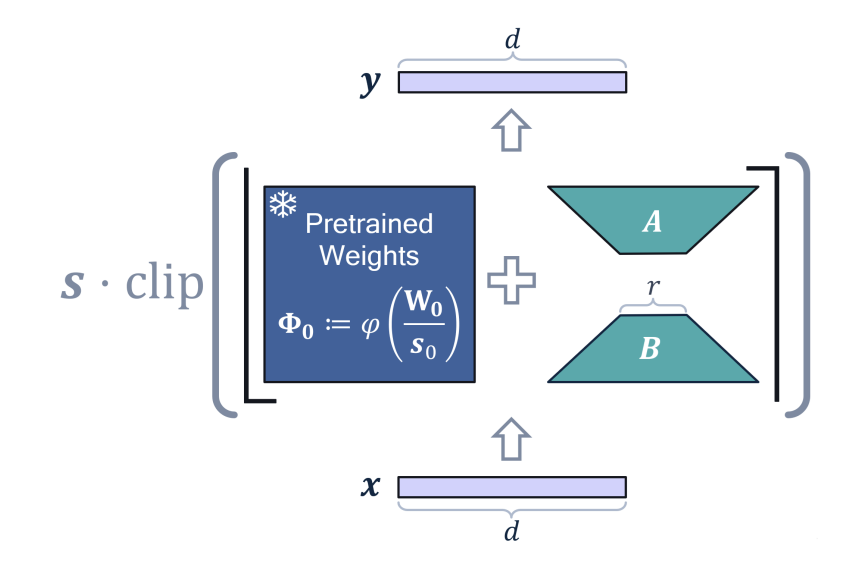 d
y
s · clip
Pretrained
Weights
Φ₀ := φ(W₀/s₀)
A
r
B
x
d